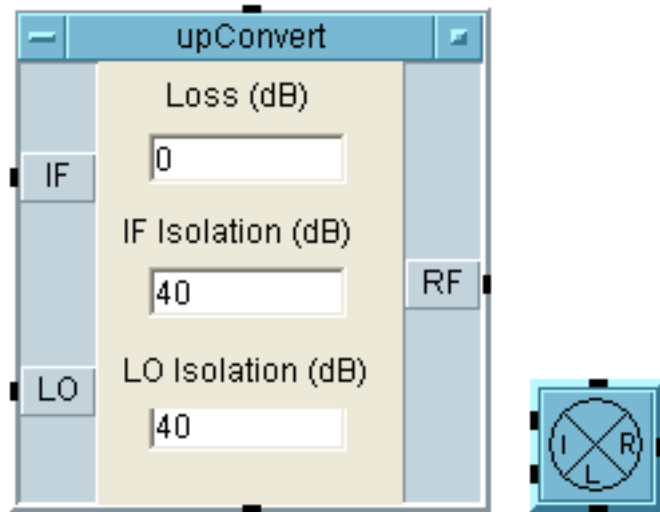 upConvert
Loss (dB)
0
IF
IF Isolation (dB)
40
RF
LO Isolation (dB)
LO
40
I R
L